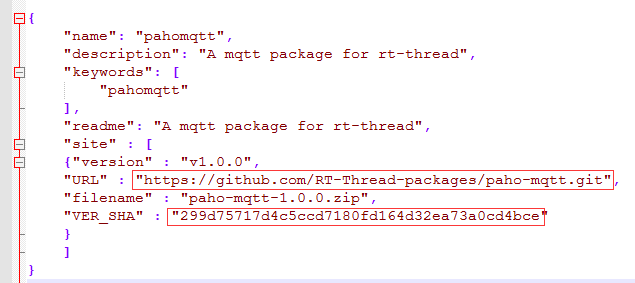 {
"name": "pahomqtt",
"description": "A mqtt package for rt-thread",
"keywords": [
"pahomqtt"
],
"readme": "A mqtt package for rt-thread",
"site" : [
{"version" : "v1.0.0",
"URL" : "https://github.com/RT-Thread-packages/paho-mqtt.git",
"filename" : "paho-mqtt-1.0.0.zip",
"VER_SHA" : "299d75717d4c5ccd7180fd164d32ea73a0cd4bce"
}
]
}